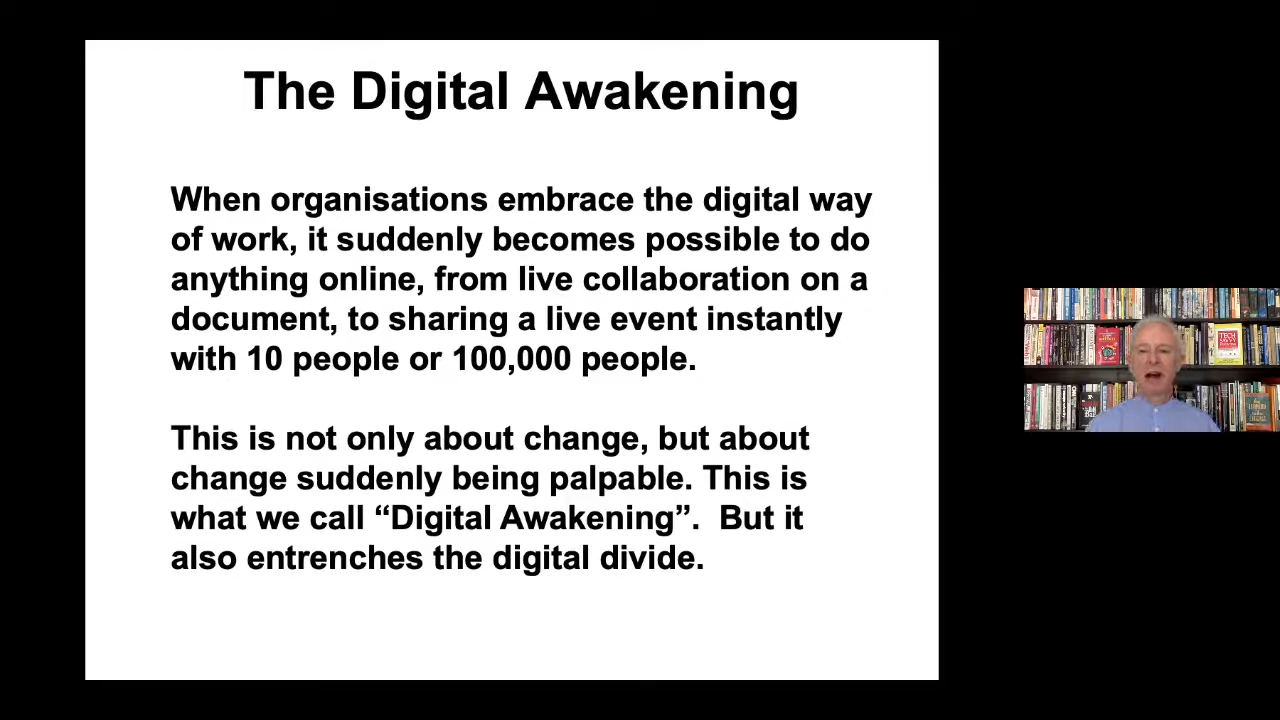 The Digital Awakening
When organisations embrace the digital way
of work, it suddenly becomes possible to do
anything online, from live collaboration on a
document, to sharing a live event instantly
with 10 people or 100,000 people.
This is not only about change, but about
change suddenly being palpable. This is
what we call “Digital Awakening”.  But it
also entrenches the digital divide.
TECH
SAVVY